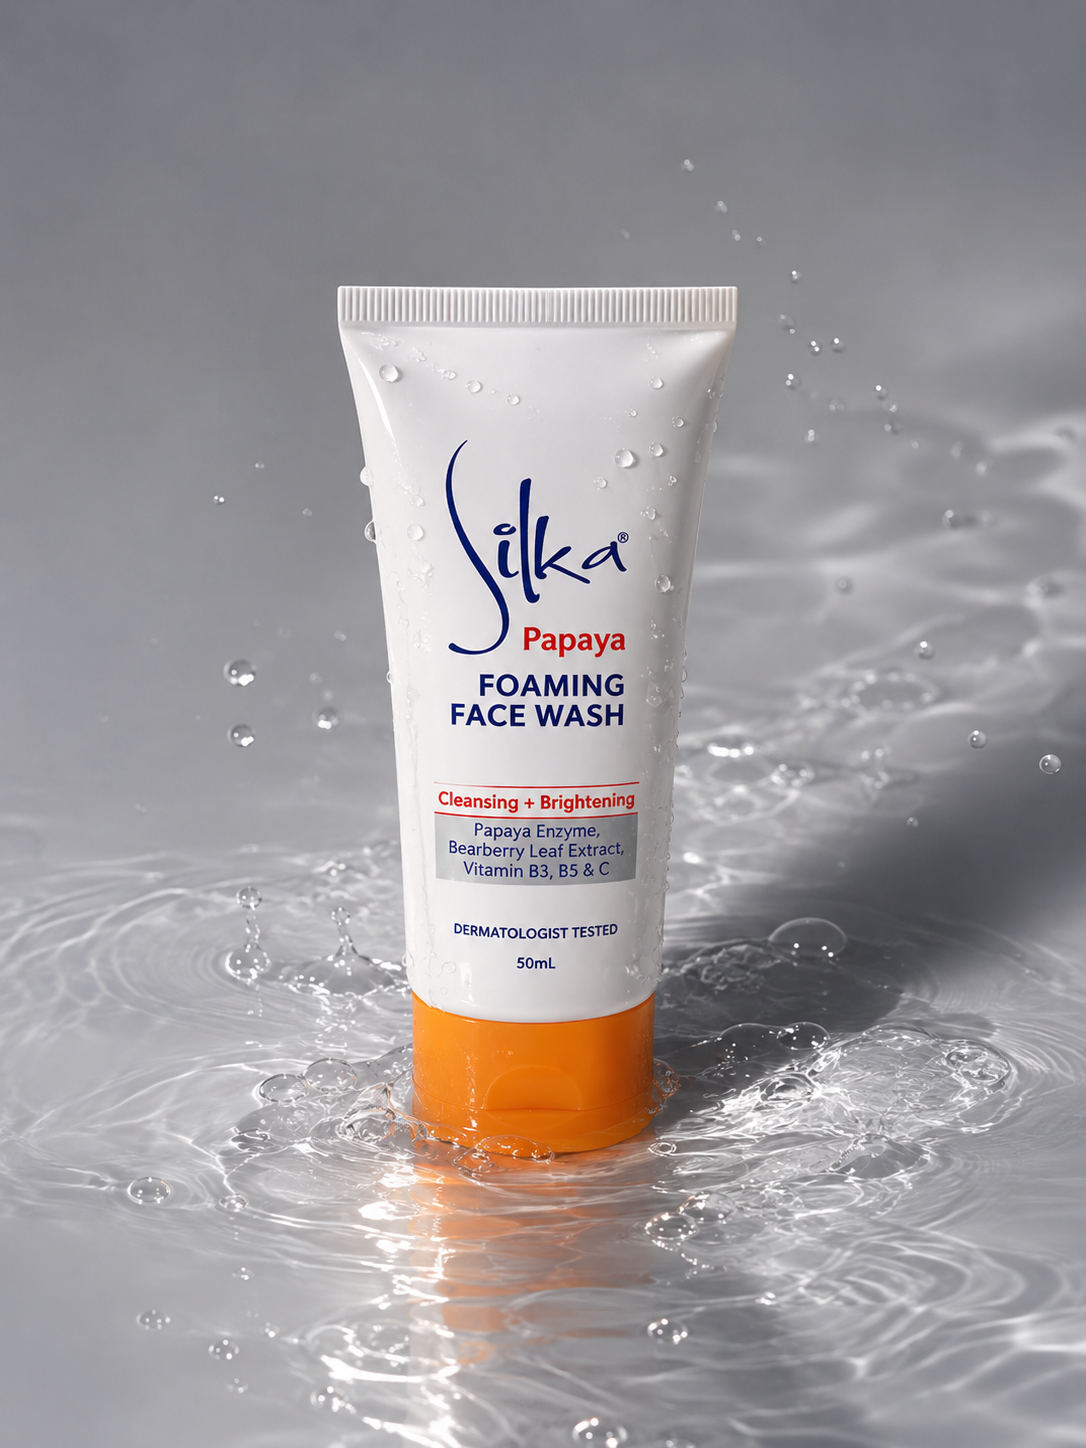 Silka®
Papaya
FOAMING
FACE WASH
Cleansing + Brightening
Papaya Enzyme,
Bearberry Leaf Extract,
Vitamin B3, B5 & C
DERMATOLOGIST TESTED
50mL